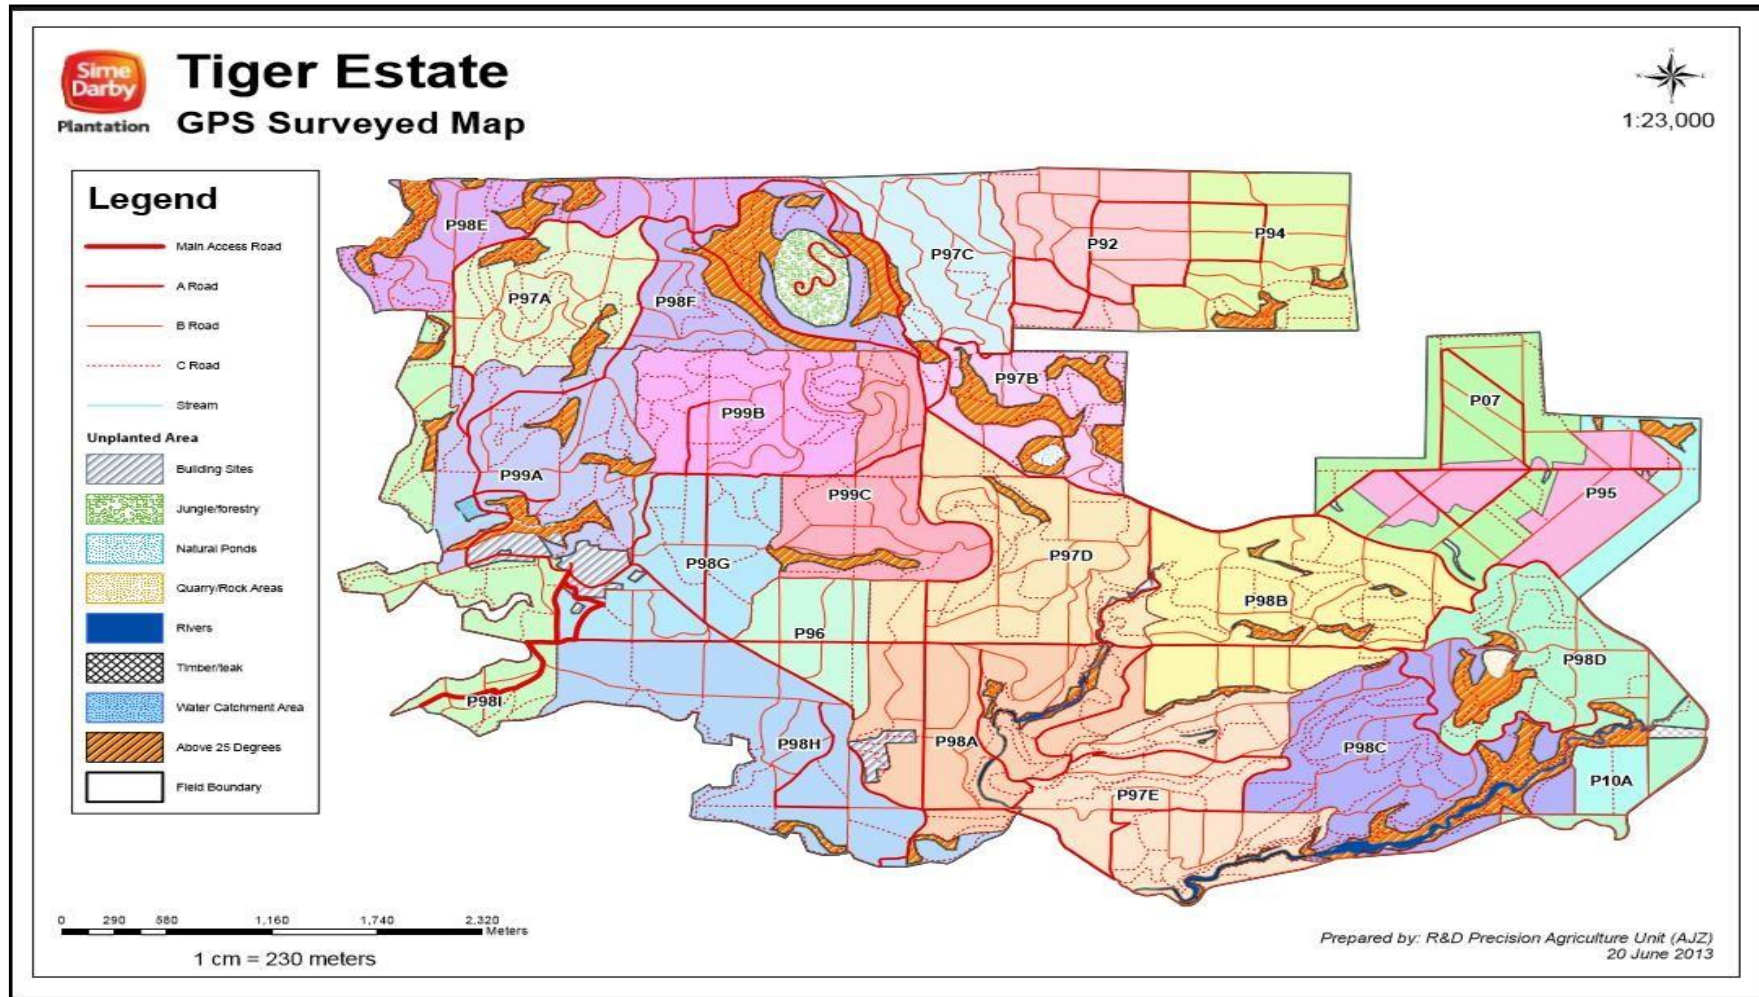 Sime
Darby
Plantation
Tiger Estate
GPS Surveyed Map
N
W
E
S
1:23,000
Legend
Main Access Road
A Road
B Road
C Road
Stream
Unplanted Area
Building Sites
Jungle/forestry
Natural Ponds
Quarry/Rock Areas
Rivers
Timber/teak
Water Catchment Area
Above 25 Degrees
Field Boundary
P98E
P97A
P98F
P97C
P92
P94
P97B
P99B
P07
P99A
P99C
P95
P98G
P97D
P98B
P96
P98D
P98I
P98H
P98A
P98C
P97E
P10A
0 290 580 1,160 1,740 2,320
Meters
1 cm = 230 meters
Prepared by: R&D Precision Agriculture Unit (AJZ)
20 June 2013